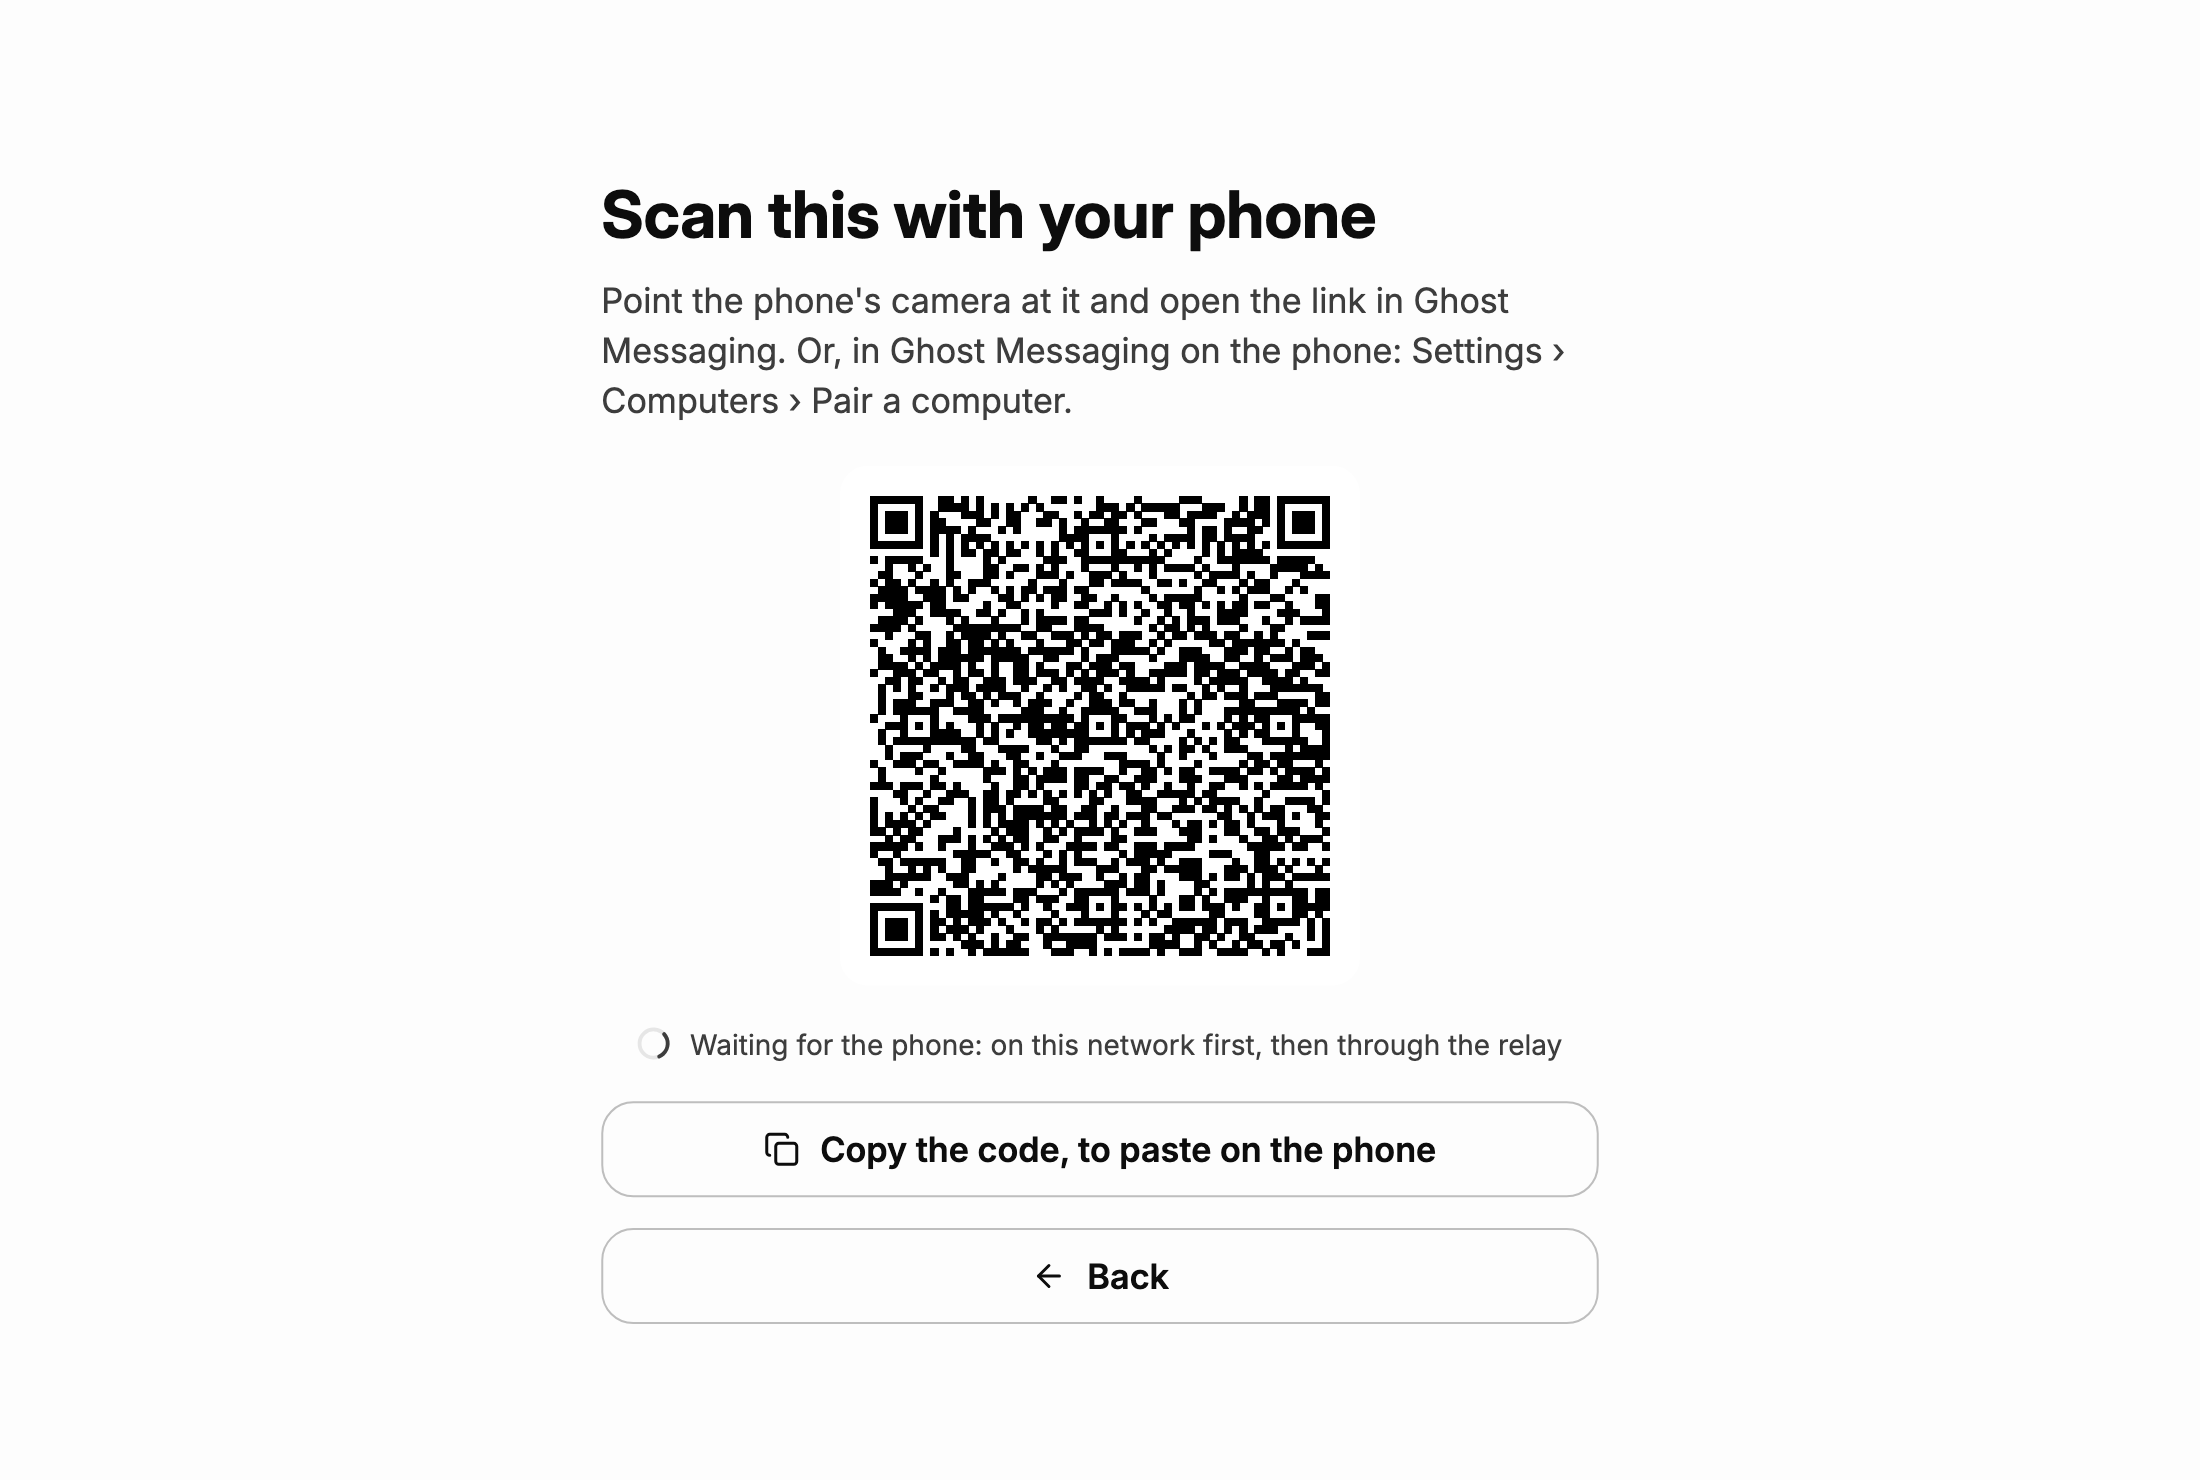 Scan this with your phone
Point the phone's camera at it and open the link in Ghost
Messaging. Or, in Ghost Messaging on the phone: Settings ›
Computers › Pair a computer.
Waiting for the phone: on this network first, then through the relay
Copy the code, to paste on the phone
Back